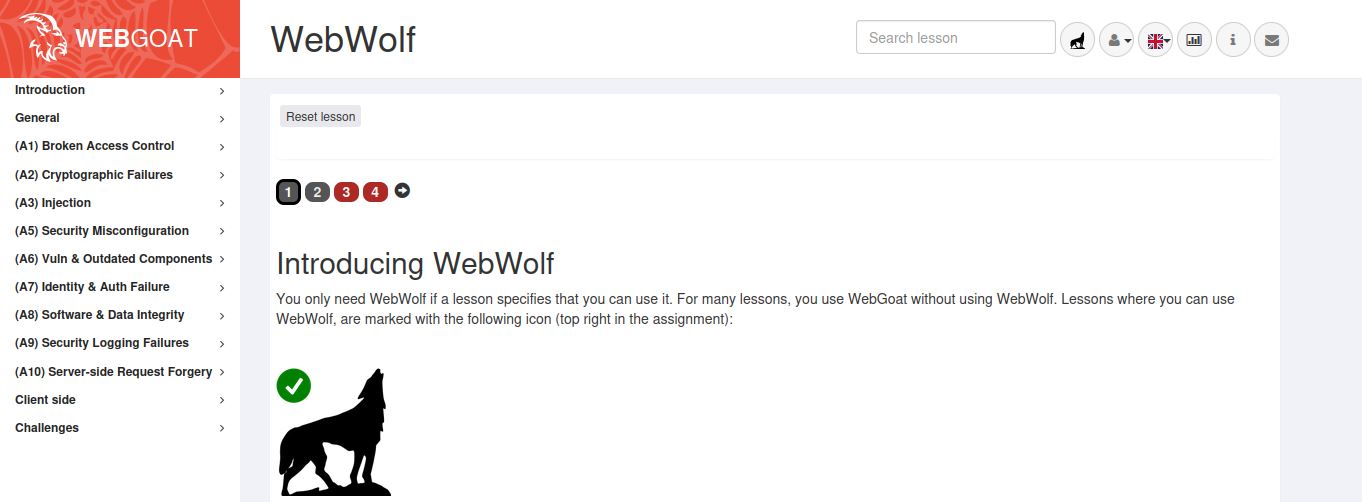 WEBGOAT
WebWolf
Search lesson
Introduction
General
(A1) Broken Access Control
(A2) Cryptographic Failures
(A3) Injection
(A5) Security Misconfiguration
(A6) Vuln & Outdated Components
(A7) Identity & Auth Failure
(A8) Software & Data Integrity
(A9) Security Logging Failures
(A10) Server-side Request Forgery
Client side
Challenges
Reset lesson
1 2 3 4
Introducing WebWolf
You only need WebWolf if a lesson specifies that you can use it. For many lessons, you use WebGoat without using WebWolf. Lessons where you can use
WebWolf, are marked with the following icon (top right in the assignment):